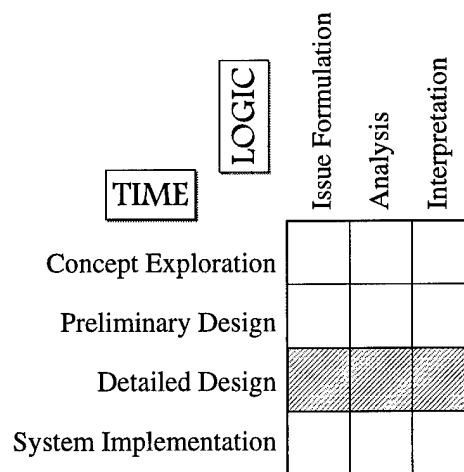 LOGIC
TIME
Issue Formulation
Analysis
Interpretation
Concept Exploration
Preliminary Design
Detailed Design
System Implementation